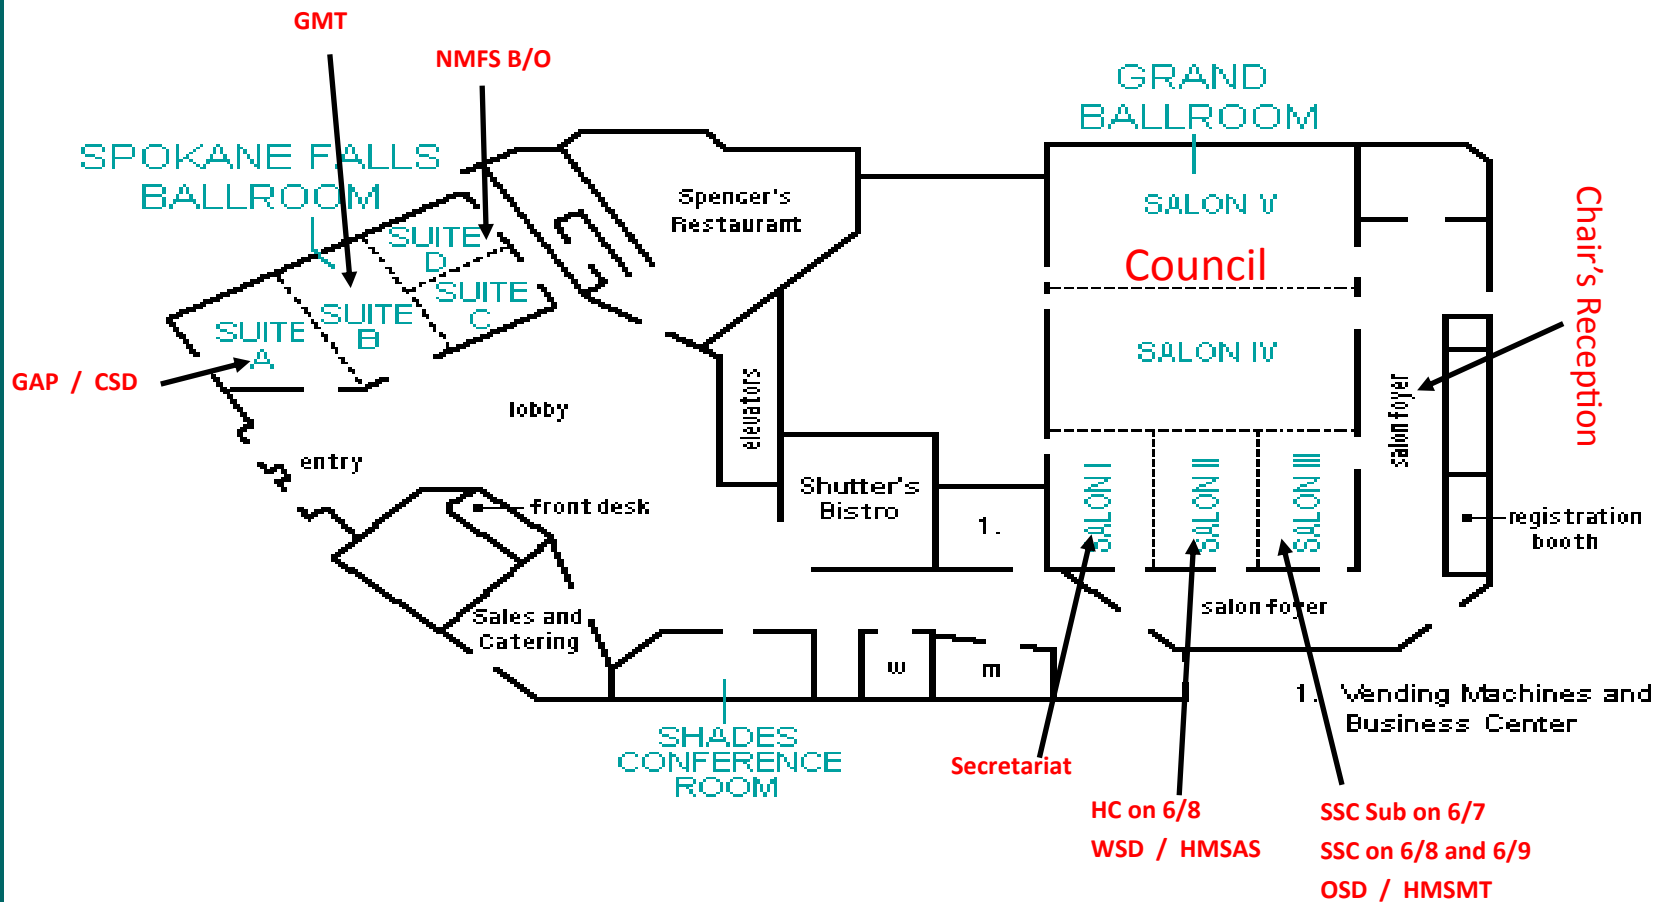 GMT
NMFS B/O
SPOKANE FALLS
BALLROOM
GRAND
BALLROOM
Spencer's
Restaurant
SUITE
D
SUITE
C
SUITE
B
SUITE
A
GAP / CSD
SALON V
Council
SALON IV
Chair's Reception
lobby
elevators
salon foyer
entry
front desk
Shutter's
Bistro
1.
SALON I
SALON II
SALON III
registration
booth
salon foyer
Sales and
Catering
w
m
SHADES
CONFERENCE
ROOM
1. Vending Machines and
Business Center
Secretariat
HC on 6/8
WSD / HMSAS
SSC Sub on 6/7
SSC on 6/8 and 6/9
OSD / HMSMT